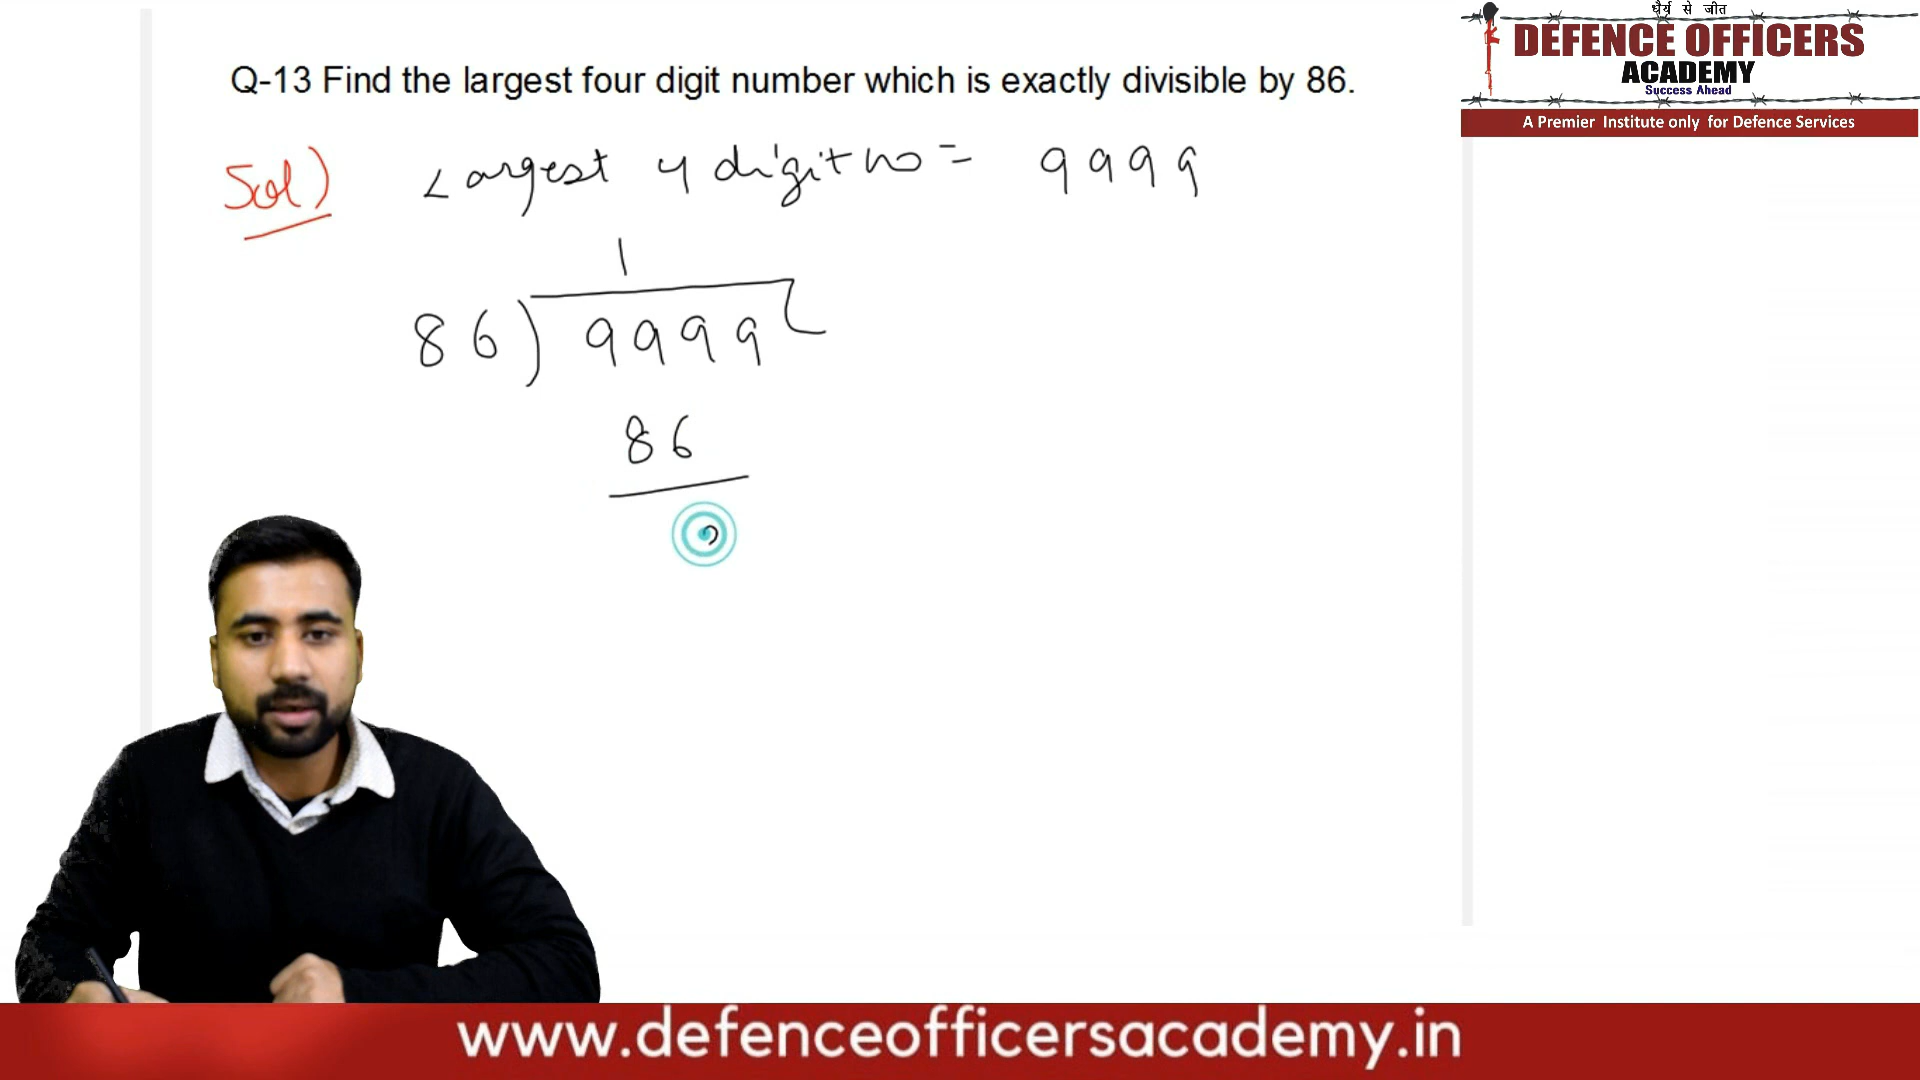 धैर्य से जीत
DEFENCE OFFICERS
ACADEMY
Success Ahead
A Premier Institute only for Defence Services
Q-13 Find the largest four digit number which is exactly divisible by 86.
Sol) Largest 4 digit no = 9999
1
86) 9999
86
www.defenceofficersacademy.in